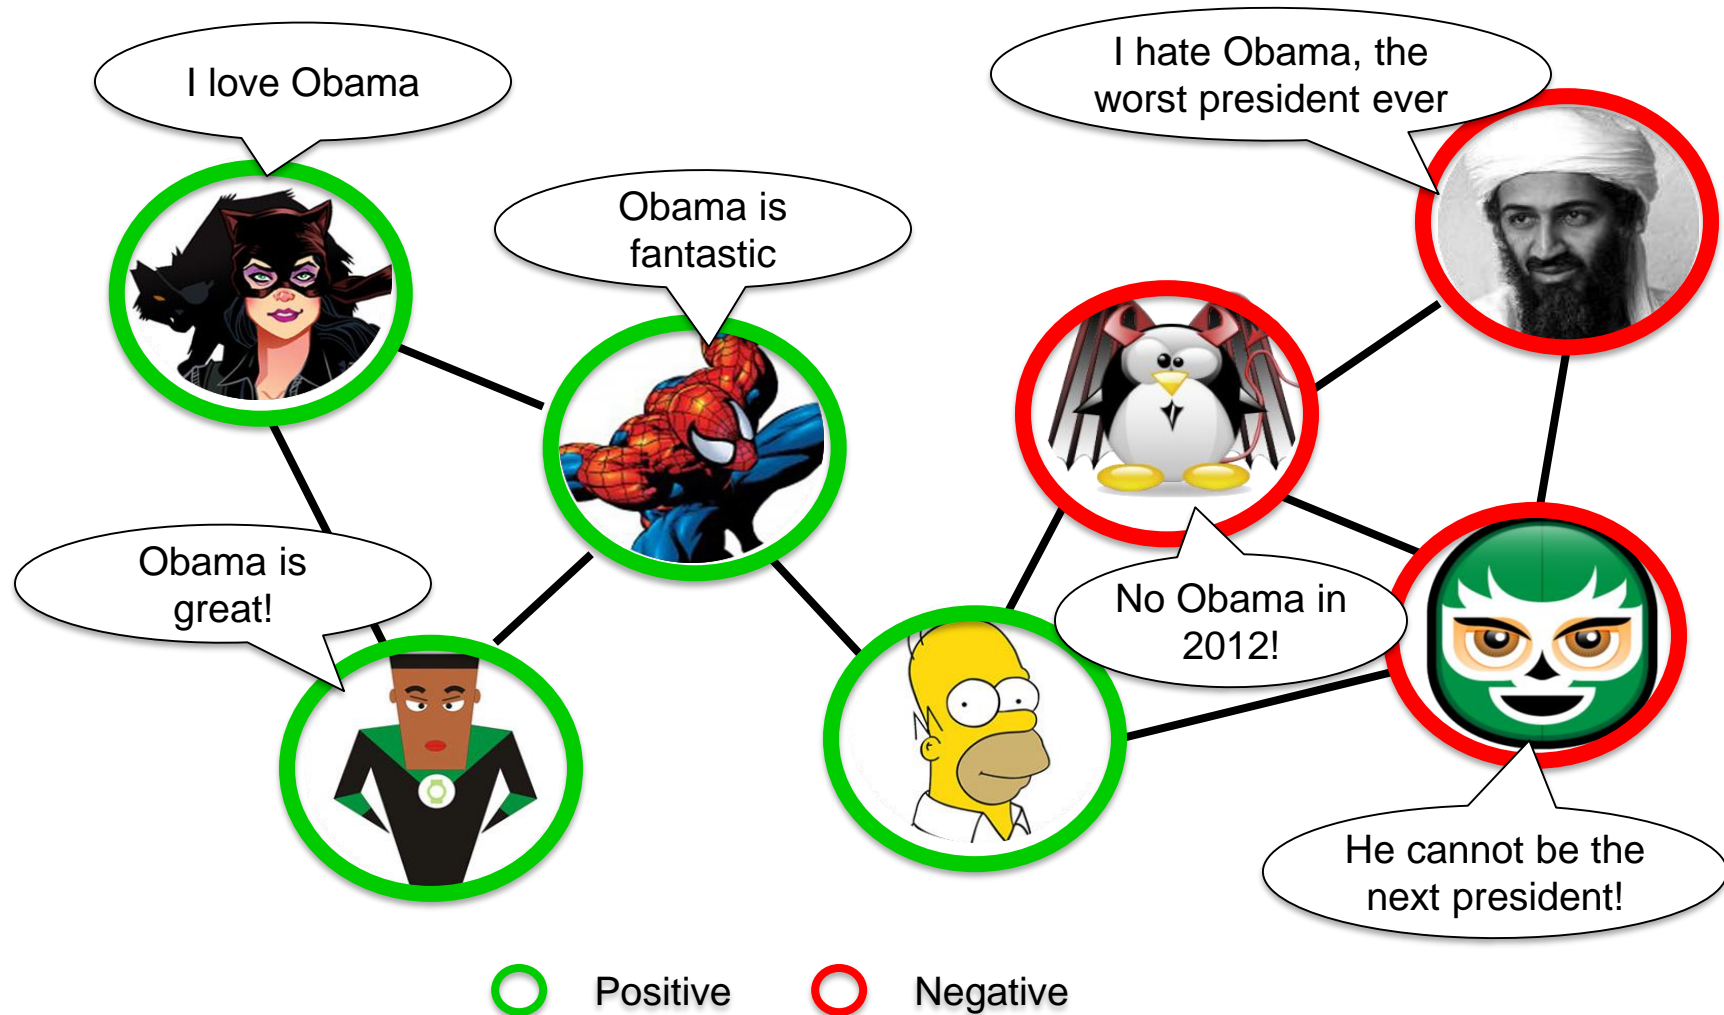 I love Obama
I hate Obama, the
worst president ever
Obama is
fantastic
Obama is
great!
No Obama in
2012!
He cannot be the
next president!
Positive
Negative